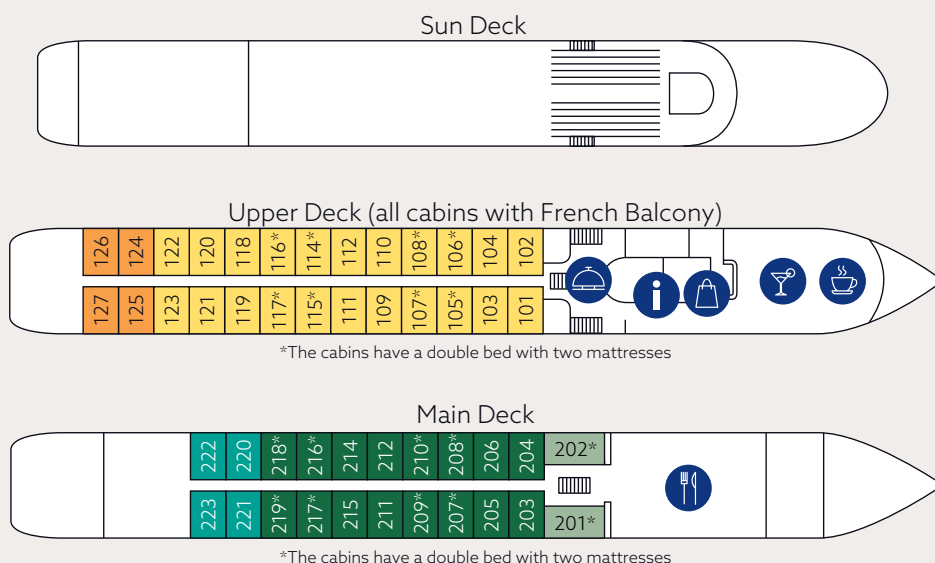 Sun Deck
Upper Deck (all cabins with French Balcony)
126 124 122 120 118 116* 114* 112 110 108* 106* 104 102
127 125 123 121 119 117* 115* 111 109 107* 105* 103 101
*The cabins have a double bed with two mattresses
Main Deck
222 220 218* 216* 214 212 210* 208* 206 204 202*
223 221 219* 217* 215 211 209* 207* 205 203 201*
*The cabins have a double bed with two mattresses